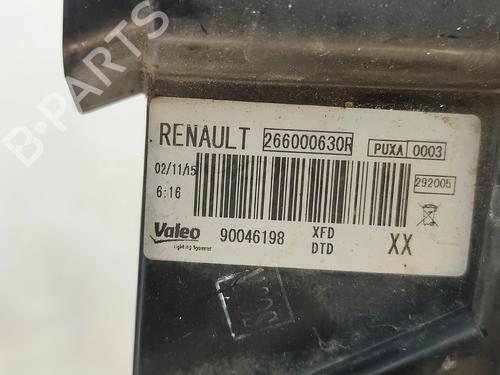 RENAULT 266000630R PUXA 0003
02/11/15
6:16
292005
Valeo
Lighting Systems
90046198
XFD
DTD
XX
B-PARTS